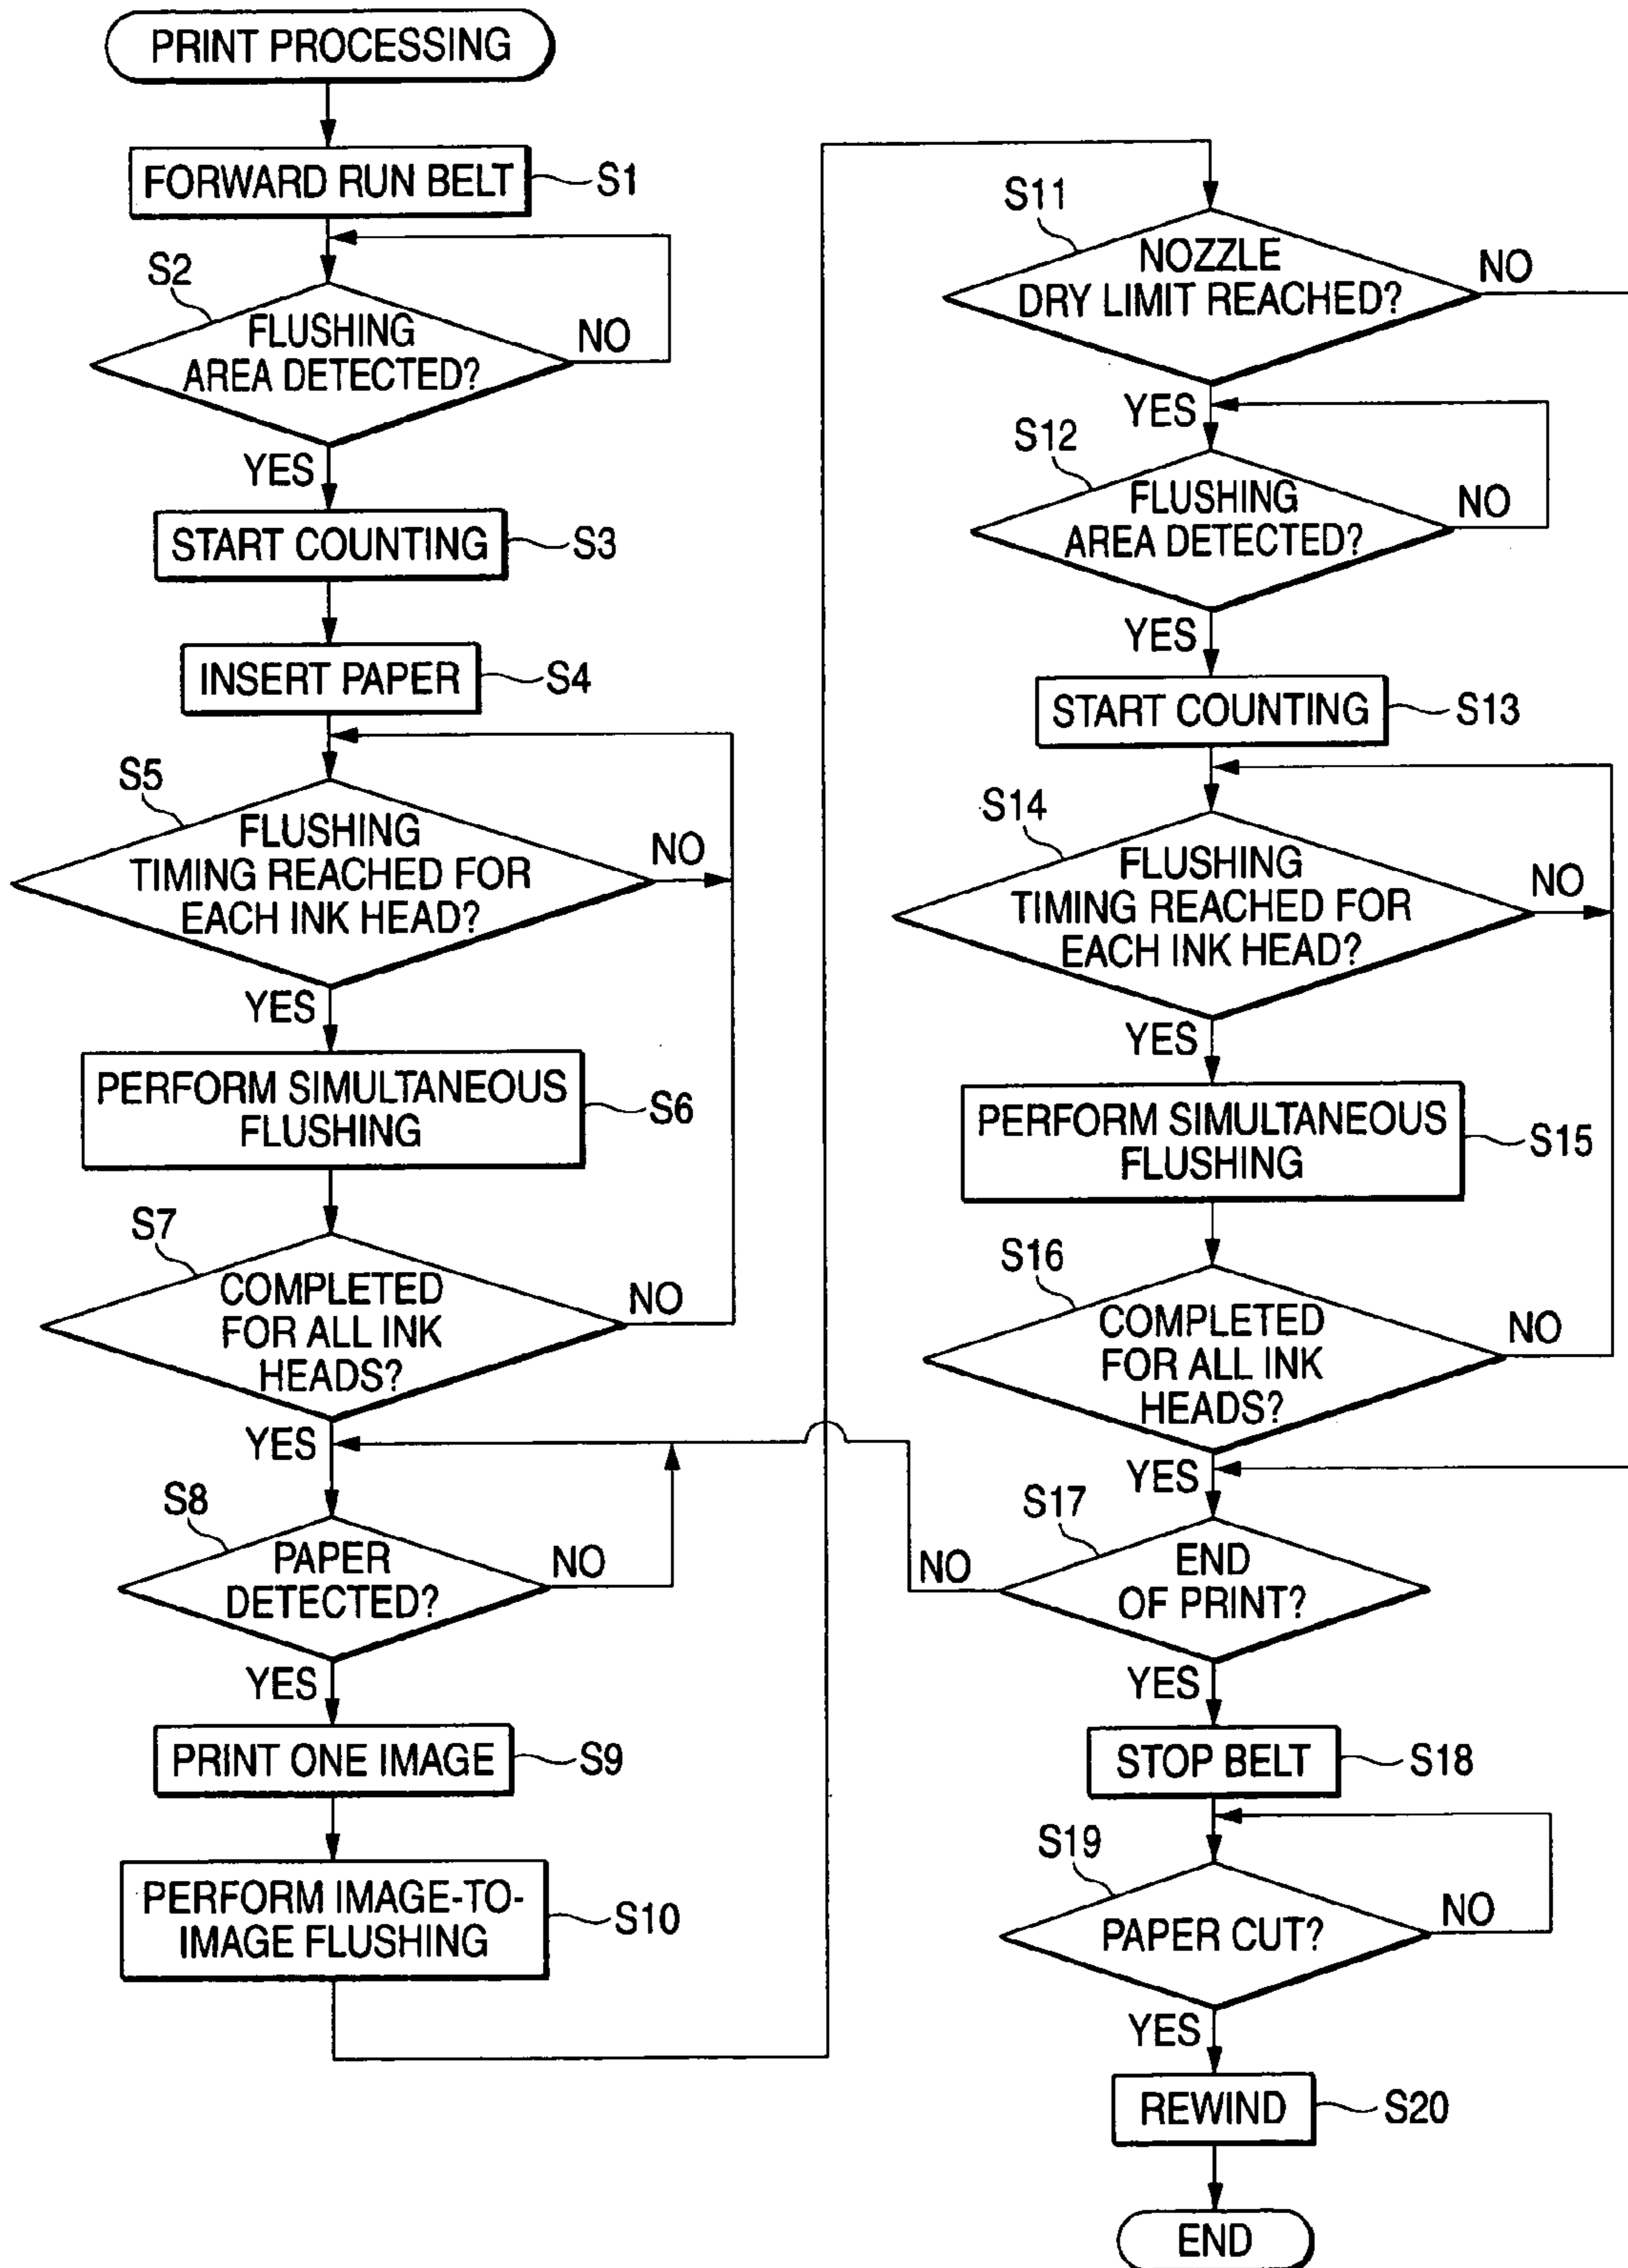 PRINT PROCESSING
FORWARD RUN BELT
S1
S2
FLUSHING
AREA DETECTED?
NO
YES
START COUNTING
S3
INSERT PAPER
S4
S5
FLUSHING
TIMING REACHED FOR
EACH INK HEAD?
NO
YES
PERFORM SIMULTANEOUS
FLUSHING
S6
S7
COMPLETED
FOR ALL INK
HEADS?
NO
YES
S8
PAPER
DETECTED?
NO
YES
PRINT ONE IMAGE
S9
PERFORM IMAGE-TO-
IMAGE FLUSHING
S10
S11
NOZZLE
DRY LIMIT REACHED?
NO
YES
S12
FLUSHING
AREA DETECTED?
NO
YES
START COUNTING
S13
S14
FLUSHING
TIMING REACHED FOR
EACH INK HEAD?
NO
YES
PERFORM SIMULTANEOUS
FLUSHING
S15
S16
COMPLETED
FOR ALL INK
HEADS?
NO
YES
S17
END
OF PRINT?
NO
YES
STOP BELT
S18
S19
PAPER CUT?
NO
YES
REWIND
S20
END